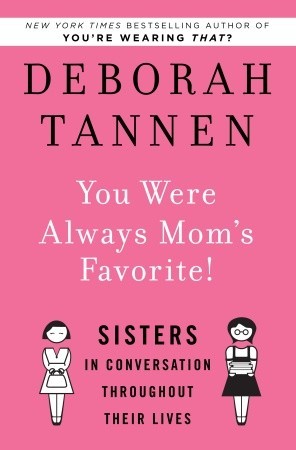 NEW YORK TIMES BESTSELLING AUTHOR OF
YOU'RE WEARING THAT?
DEBORAH
TANNEN
You Were
Always Mom's
Favorite!
SISTERS
IN CONVERSATION
THROUGHOUT
THEIR LIVES